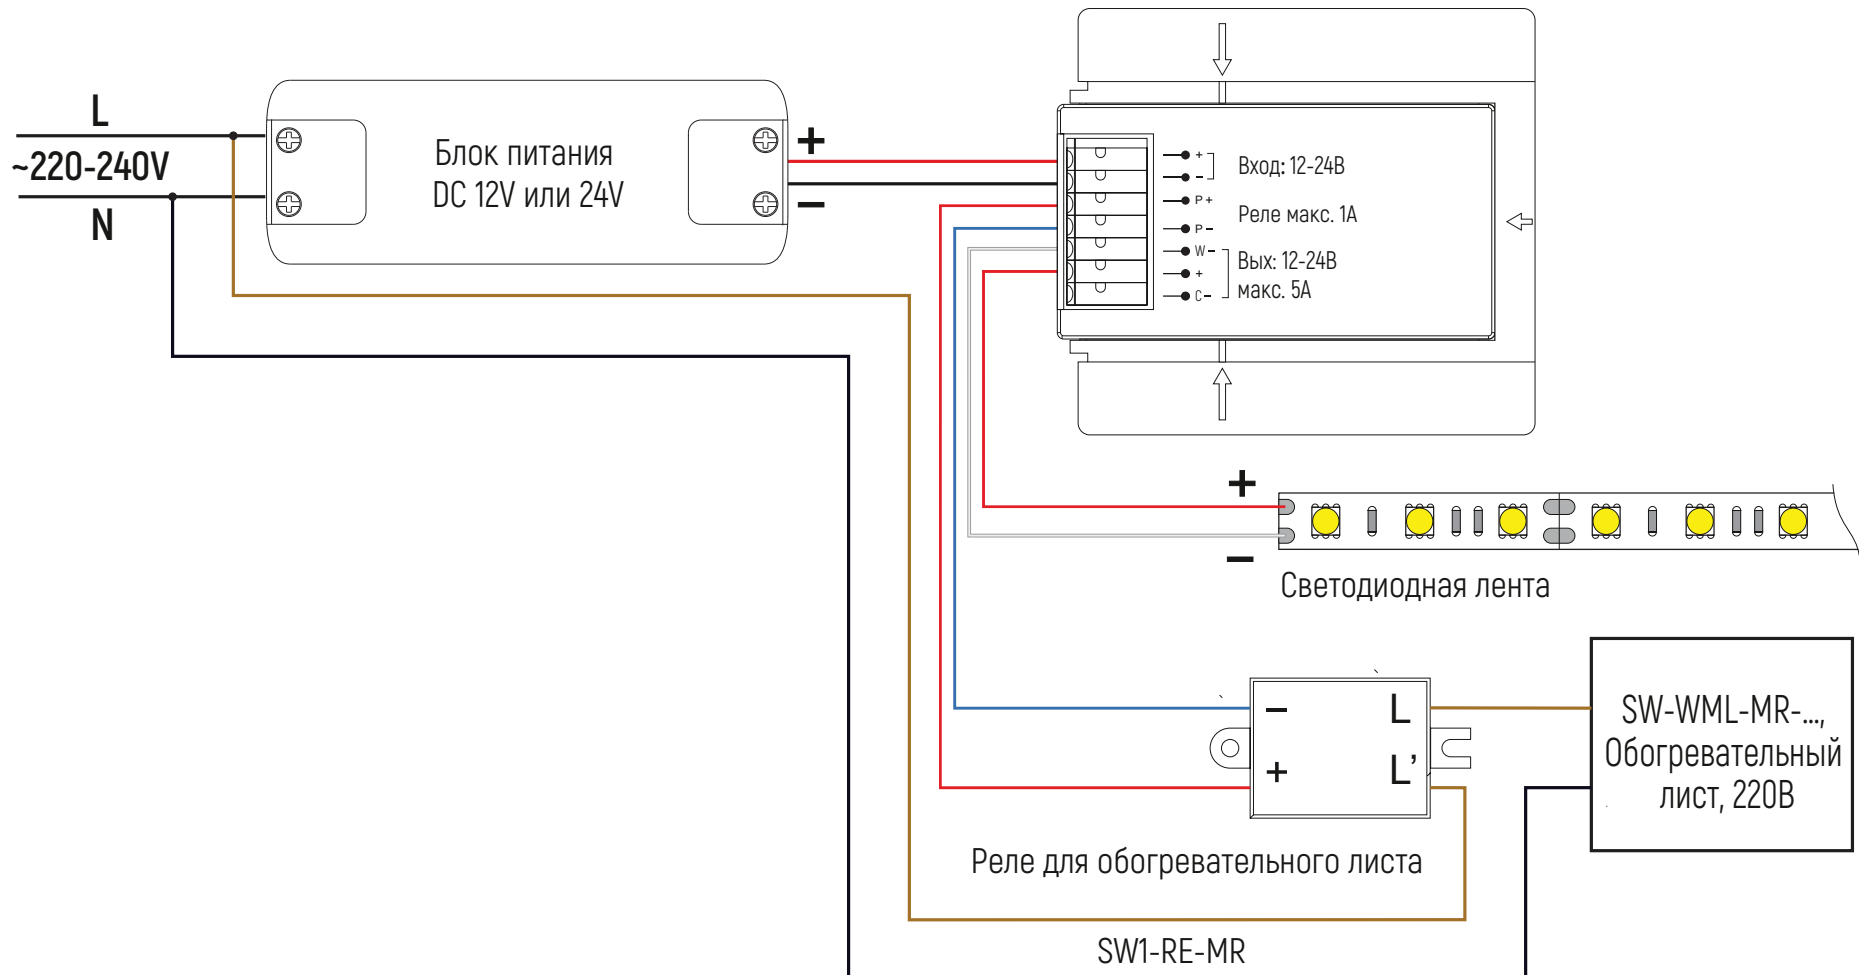 L
~220-240V
N
Блок питания
DC 12V или 24V
+
−
+
−
P+
P−
W−
+
C−
Вход: 12-24В
Реле макс. 1А
Вых: 12-24В
макс. 5А
+
−
Светодиодная лента
− L
+ L’
SW-WML-MR-...,
Обогревательный
лист, 220В
Реле для обогревательного листа
SW1-RE-MR